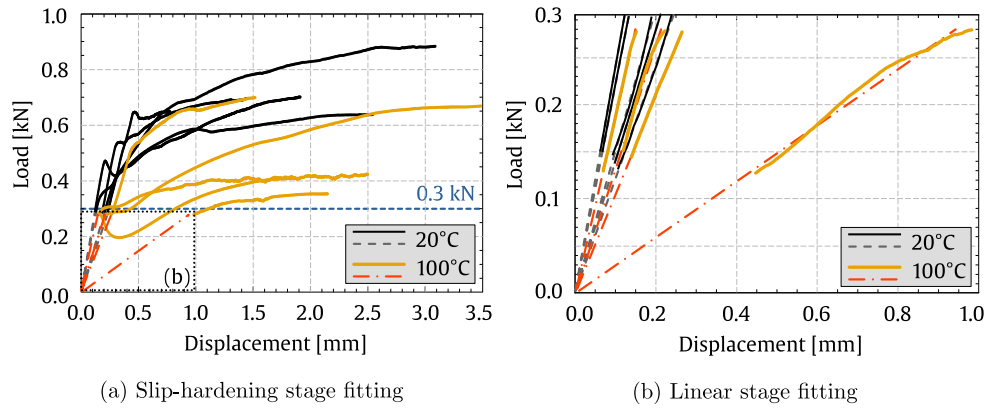 1.0
0.8
0.6
0.4
0.2
0.0
Load [kN]
0.3 kN
(b)
20°C
100°C
0.0 0.5 1.0 1.5 2.0 2.5 3.0 3.5
Displacement [mm]
(a) Slip-hardening stage fitting
0.3
0.2
0.1
0.0
Load [kN]
20°C
100°C
0.0 0.2 0.4 0.6 0.8 1.0
Displacement [mm]
(b) Linear stage fitting